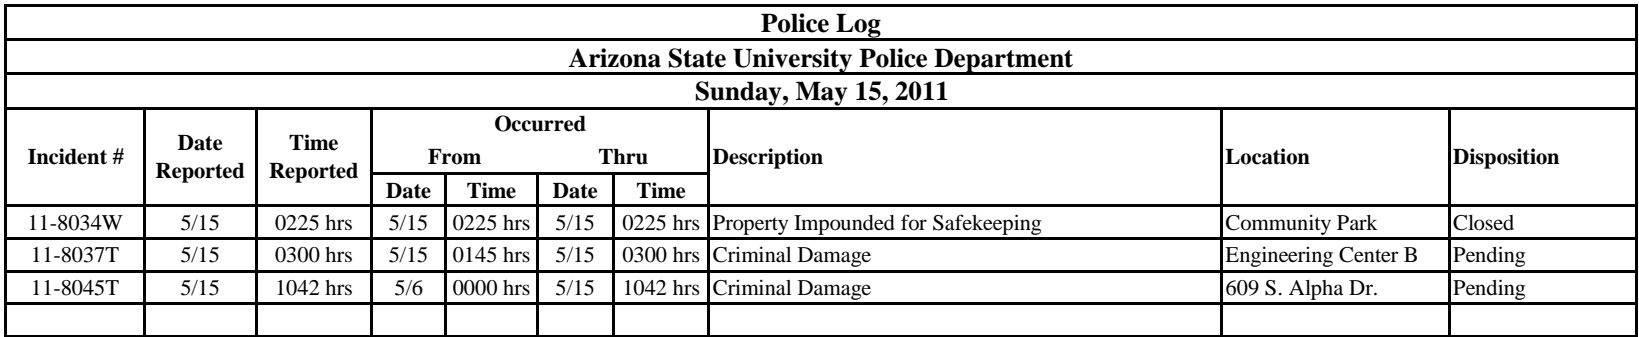 Police Log
Arizona State University Police Department
Sunday, May 15, 2011
Incident # Date Reported Time Reported Occurred From Thru Description Location Disposition
Date Time Date Time
11-8034W 5/15 0225 hrs 5/15 0225 hrs 5/15 0225 hrs Property Impounded for Safekeeping Community Park Closed
11-8037T 5/15 0300 hrs 5/15 0145 hrs 5/15 0300 hrs Criminal Damage Engineering Center B Pending
11-8045T 5/15 1042 hrs 5/6 0000 hrs 5/15 1042 hrs Criminal Damage 609 S. Alpha Dr. Pending